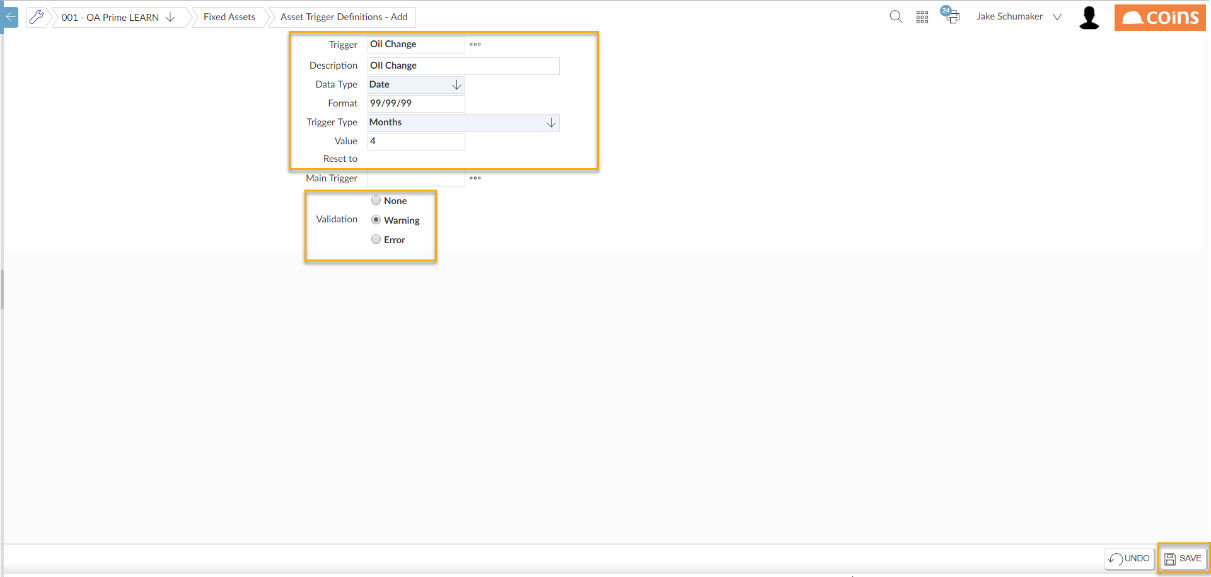 001 - OA Prime LEARN Fixed Assets Asset Trigger Definitions - Add 24 Jake Schumaker coins
Trigger Oil Change
Description OIl Change
Data Type Date
Format 99/99/99
Trigger Type Months
Value 4
Reset to
Main Trigger
None
Validation Warning
Error
UNDO SAVE